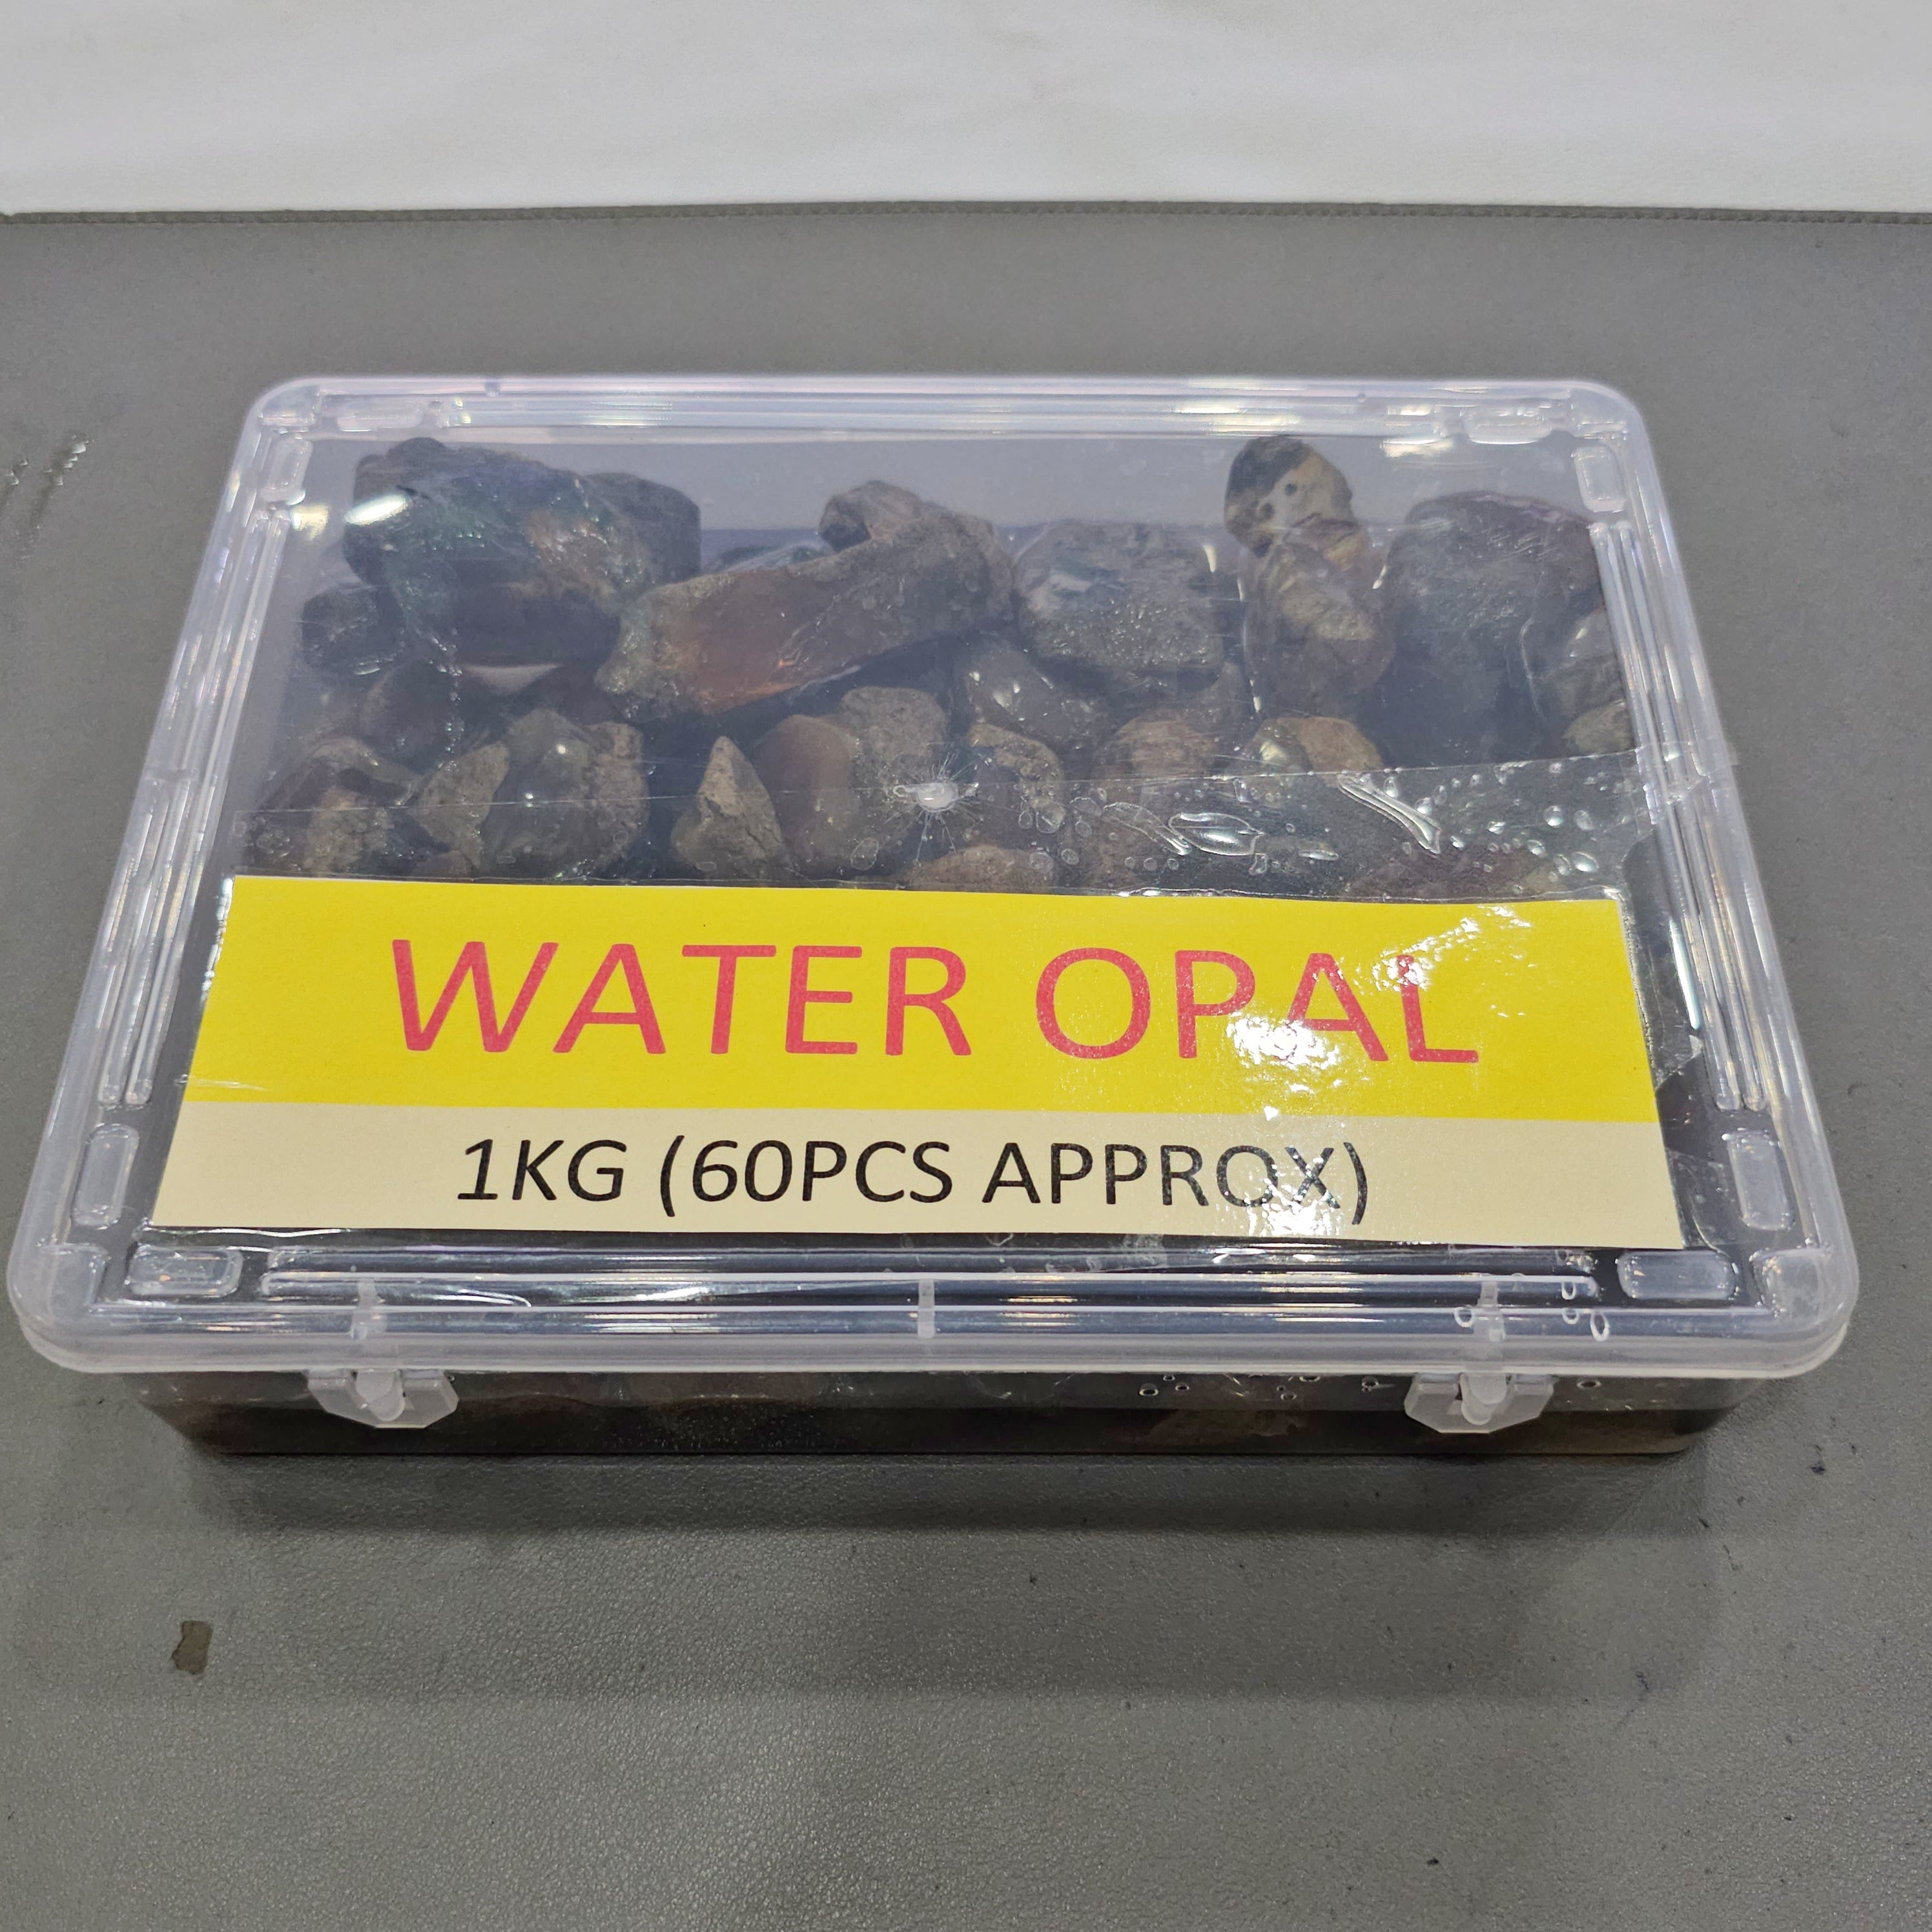 WATER OPAL
1KG (60PCS APPROX)